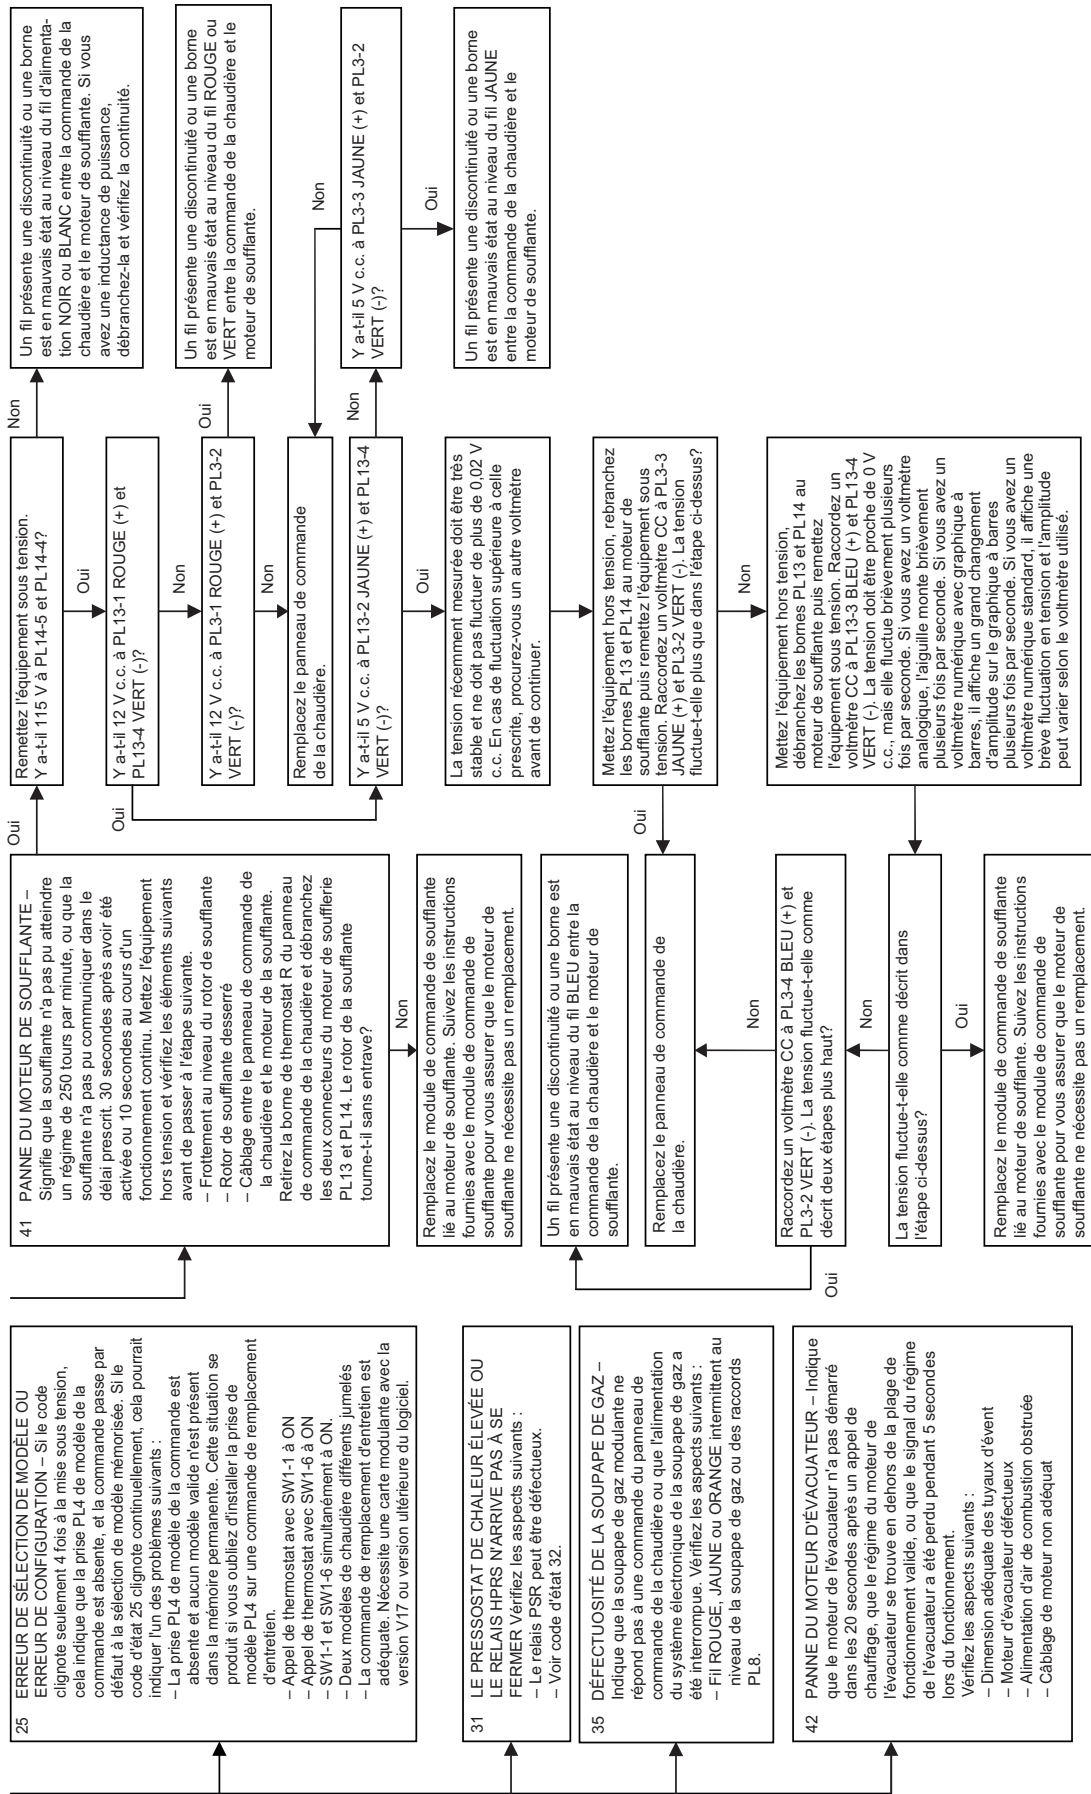 25 ERREUR DE SÉLECTION DE MODÈLE OU
ERREUR DE CONFIGURATION – Si le code
clignote seulement 4 fois à la mise sous tension,
cela indique que la prise PL4 de modèle de la
commande est absente, et la commande passe par
défaut à la sélection de modèle mémorisée. Si le
code d'état 25 clignote continuellement, cela pourrait
indiquer l'un des problèmes suivants :
– La prise PL4 de modèle de la commande est
absente et aucun modèle valide n'est présent
dans la mémoire permanente. Cette situation se
produit si vous oubliez d'installer la prise de
modèle PL4 sur une commande de remplacement
d'entretien.
– Appel de thermostat avec SW1-1 à ON
– Appel de thermostat avec SW1-6 à ON
– SW1-1 et SW1-6 simultanément à ON.
– Deux modèles de chaudière différents jumelés
– La commande de remplacement d'entretien est
adéquate. Nécessite une carte modulante avec la
version V17 ou version ultérieure du logiciel.
31 LE PRESSOSTAT DE CHALEUR ÉLEVÉE OU
LE RELAIS HPRS N'ARRIVE PAS À SE
FERMER Vérifiez les aspects suivants :
– Le relais PSR peut être défectueux.
– Voir code d'état 32.
35 DÉFECTUOSITÉ DE LA SOUPAPE DE GAZ –
Indique que la soupape de gaz modulante ne
répond pas à une commande du panneau de
commande de la chaudière ou que l'alimentation
du système électronique de la soupape de gaz a
été interrompue. Vérifiez les aspects suivants :
– Fil ROUGE, JAUNE ou ORANGE intermittent au
niveau de la soupape de gaz ou des raccords
PL8.
42 PANNE DU MOTEUR D'ÉVACUATEUR – Indique
que le moteur de l'évacuateur n'a pas démarré
dans les 20 secondes après un appel de
chauffage, que le régime du moteur de
l'évacuateur se trouve en dehors de la plage de
fonctionnement valide, ou que le signal du régime
de l'évacuateur a été perdu pendant 5 secondes
lors du fonctionnement.
Vérifiez les aspects suivants :
– Dimension adéquate des tuyaux d'évent
– Moteur d'évacuateur défectueux
– Alimentation d'air de combustion obstruée
– Câblage de moteur non adéquat
41 PANNE DU MOTEUR DE SOUFFLANTE –
Signifie que la soufflante n'a pas pu atteindre
un régime de 250 tours par minute, ou que la
soufflante n'a pas pu communiquer dans le
délai prescrit. 30 secondes après avoir été
activée ou 10 secondes au cours d'un
fonctionnement continu. Mettez l'équipement
hors tension et vérifiez les éléments suivants
avant de passer à l'étape suivante.
– Frottement au niveau du rotor de soufflante
– Rotor de soufflante desserré
– Câblage entre le panneau de commande de
la chaudière et le moteur de la soufflante.
Retirez la borne de thermostat R du panneau
de commande de la chaudière et débranchez
les deux connecteurs du moteur de soufflerie
PL13 et PL14. Le rotor de la soufflante
tourne-t-il sans entrave?
Oui
Non
Remplacez le module de commande de soufflante
lié au moteur de soufflante. Suivez les instructions
fournies avec le module de commande de
soufflante pour vous assurer que le moteur de
soufflante ne nécessite pas un remplacement.
Un fil présente une discontinuité ou une borne est
en mauvais état au niveau du fil BLEU entre la
commande de la chaudière et le moteur de
soufflante.
Remplacez le panneau de commande de
la chaudière.
Non
Raccordez un voltmètre CC à PL3-4 BLEU (+) et
PL3-2 VERT (-). La tension fluctue-t-elle comme
décrit deux étapes plus haut?
Oui
Non
La tension fluctue-t-elle comme décrit dans
l'étape ci-dessus?
Oui
Remplacez le module de commande de soufflante
lié au moteur de soufflante. Suivez les instructions
fournies avec le module de commande de
soufflante pour vous assurer que le moteur de
soufflante ne nécessite pas un remplacement.
Remettez l'équipement sous tension.
Y a-t-il 115 V à PL14-5 et PL14-4?
Non
Oui
Y a-t-il 12 V c.c. à PL13-1 ROUGE (+) et
PL13-4 VERT (-)?
Oui
Non
Y a-t-il 12 V c.c. à PL3-1 ROUGE (+) et PL3-2
VERT (-)?
Oui
Non
Remplacez le panneau de commande
de la chaudière.
Y a-t-il 5 V c.c. à PL13-2 JAUNE (+) et PL13-4
VERT (-)?
Non
Oui
La tension récemment mesurée doit être très
stable et ne doit pas fluctuer de plus de 0,02 V
c.c. En cas de fluctuation supérieure à celle
prescrite, procurez-vous un autre voltmètre
avant de continuer.
Mettez l'équipement hors tension, rebranchez
les bornes PL13 et PL14 au moteur de
soufflante puis remettez l'équipement sous
tension. Raccordez un voltmètre CC à PL3-3
JAUNE (+) et PL3-2 VERT (-). La tension
fluctue-t-elle plus que dans l'étape ci-dessus?
Oui
Non
Mettez l'équipement hors tension,
débranchez les bornes PL13 et PL14 au
moteur de soufflante puis remettez
l'équipement sous tension. Raccordez un
voltmètre CC à PL13-3 BLEU (+) et PL13-4
VERT (-). La tension doit être proche de 0 V
c.c., mais elle fluctue brièvement plusieurs
fois par seconde. Si vous avez un voltmètre
analogique, l'aiguille monte brièvement
plusieurs fois par seconde. Si vous avez un
voltmètre numérique avec graphique à
barres, il affiche un grand changement
d'amplitude sur le graphique à barres
plusieurs fois par seconde. Si vous avez un
voltmètre numérique standard, il affiche une
brève fluctuation en tension et l'amplitude
peut varier selon le voltmètre utilisé.
Un fil présente une discontinuité ou une borne
est en mauvais état au niveau du fil d'alimenta-
tion NOIR ou BLANC entre la commande de la
chaudière et le moteur de soufflante. Si vous
avez une inductance de puissance,
débranchez-la et vérifiez la continuité.
Un fil présente une discontinuité ou une borne
est en mauvais état au niveau du fil ROUGE ou
VERT entre la commande de la chaudière et le
moteur de soufflante.
Non
Y a-t-il 5 V c.c. à PL3-3 JAUNE (+) et PL3-2
VERT (-)?
Oui
Un fil présente une discontinuité ou une borne
est en mauvais état au niveau du fil JAUNE
entre la commande de la chaudière et le
moteur de soufflante.